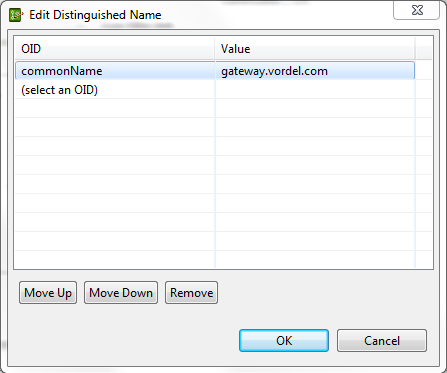 Edit Distinguished Name
OID Value
commonName gateway.vordel.com
(select an OID)
Move Up Move Down Remove
OK Cancel